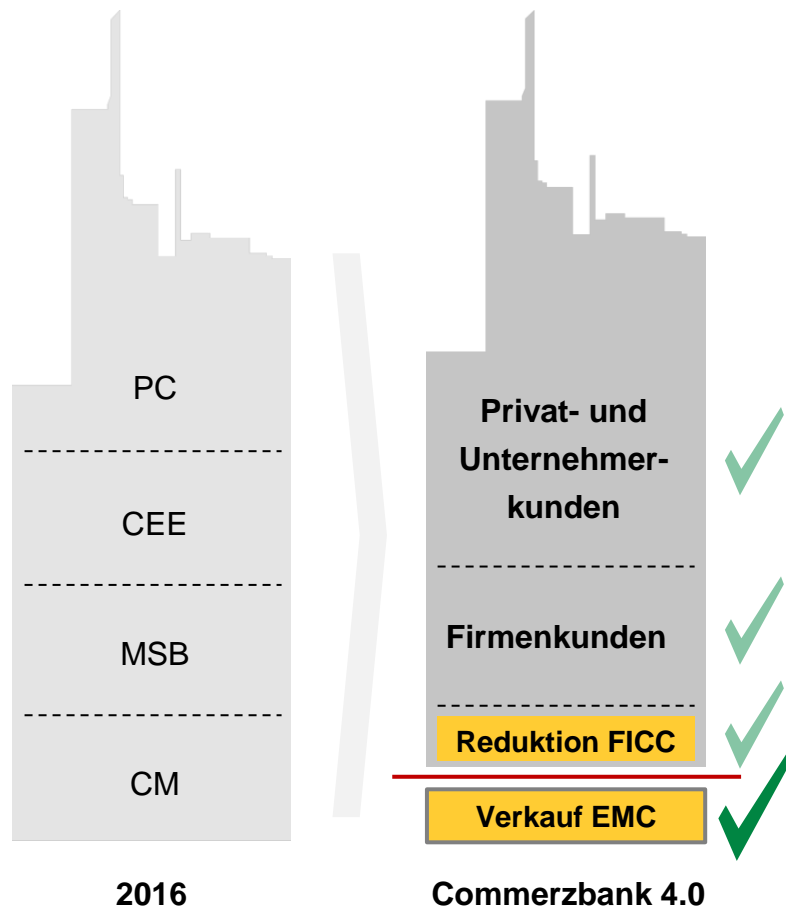 PC
CEE
MSB
CM
2016
Privat- und
Unternehmer-
kunden
Firmenkunden
Reduktion FICC
Verkauf EMC
Commerzbank 4.0